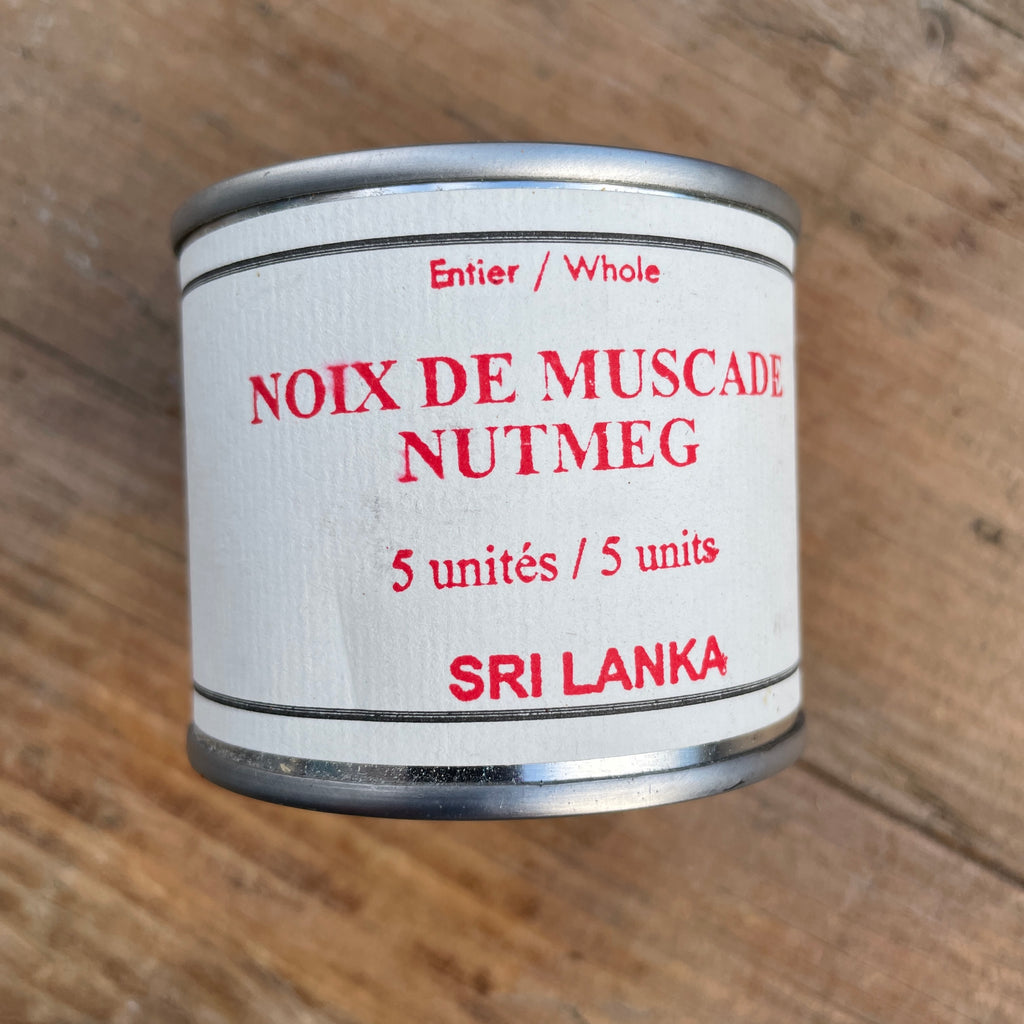 Entier / Whole
NOIX DE MUSCADE
NUTMEG
5 unités / 5 units
SRI LANKA